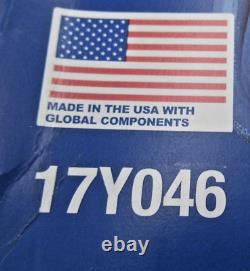 MADE IN THE USA WITH
GLOBAL COMPONENTS
17Y046
ebay